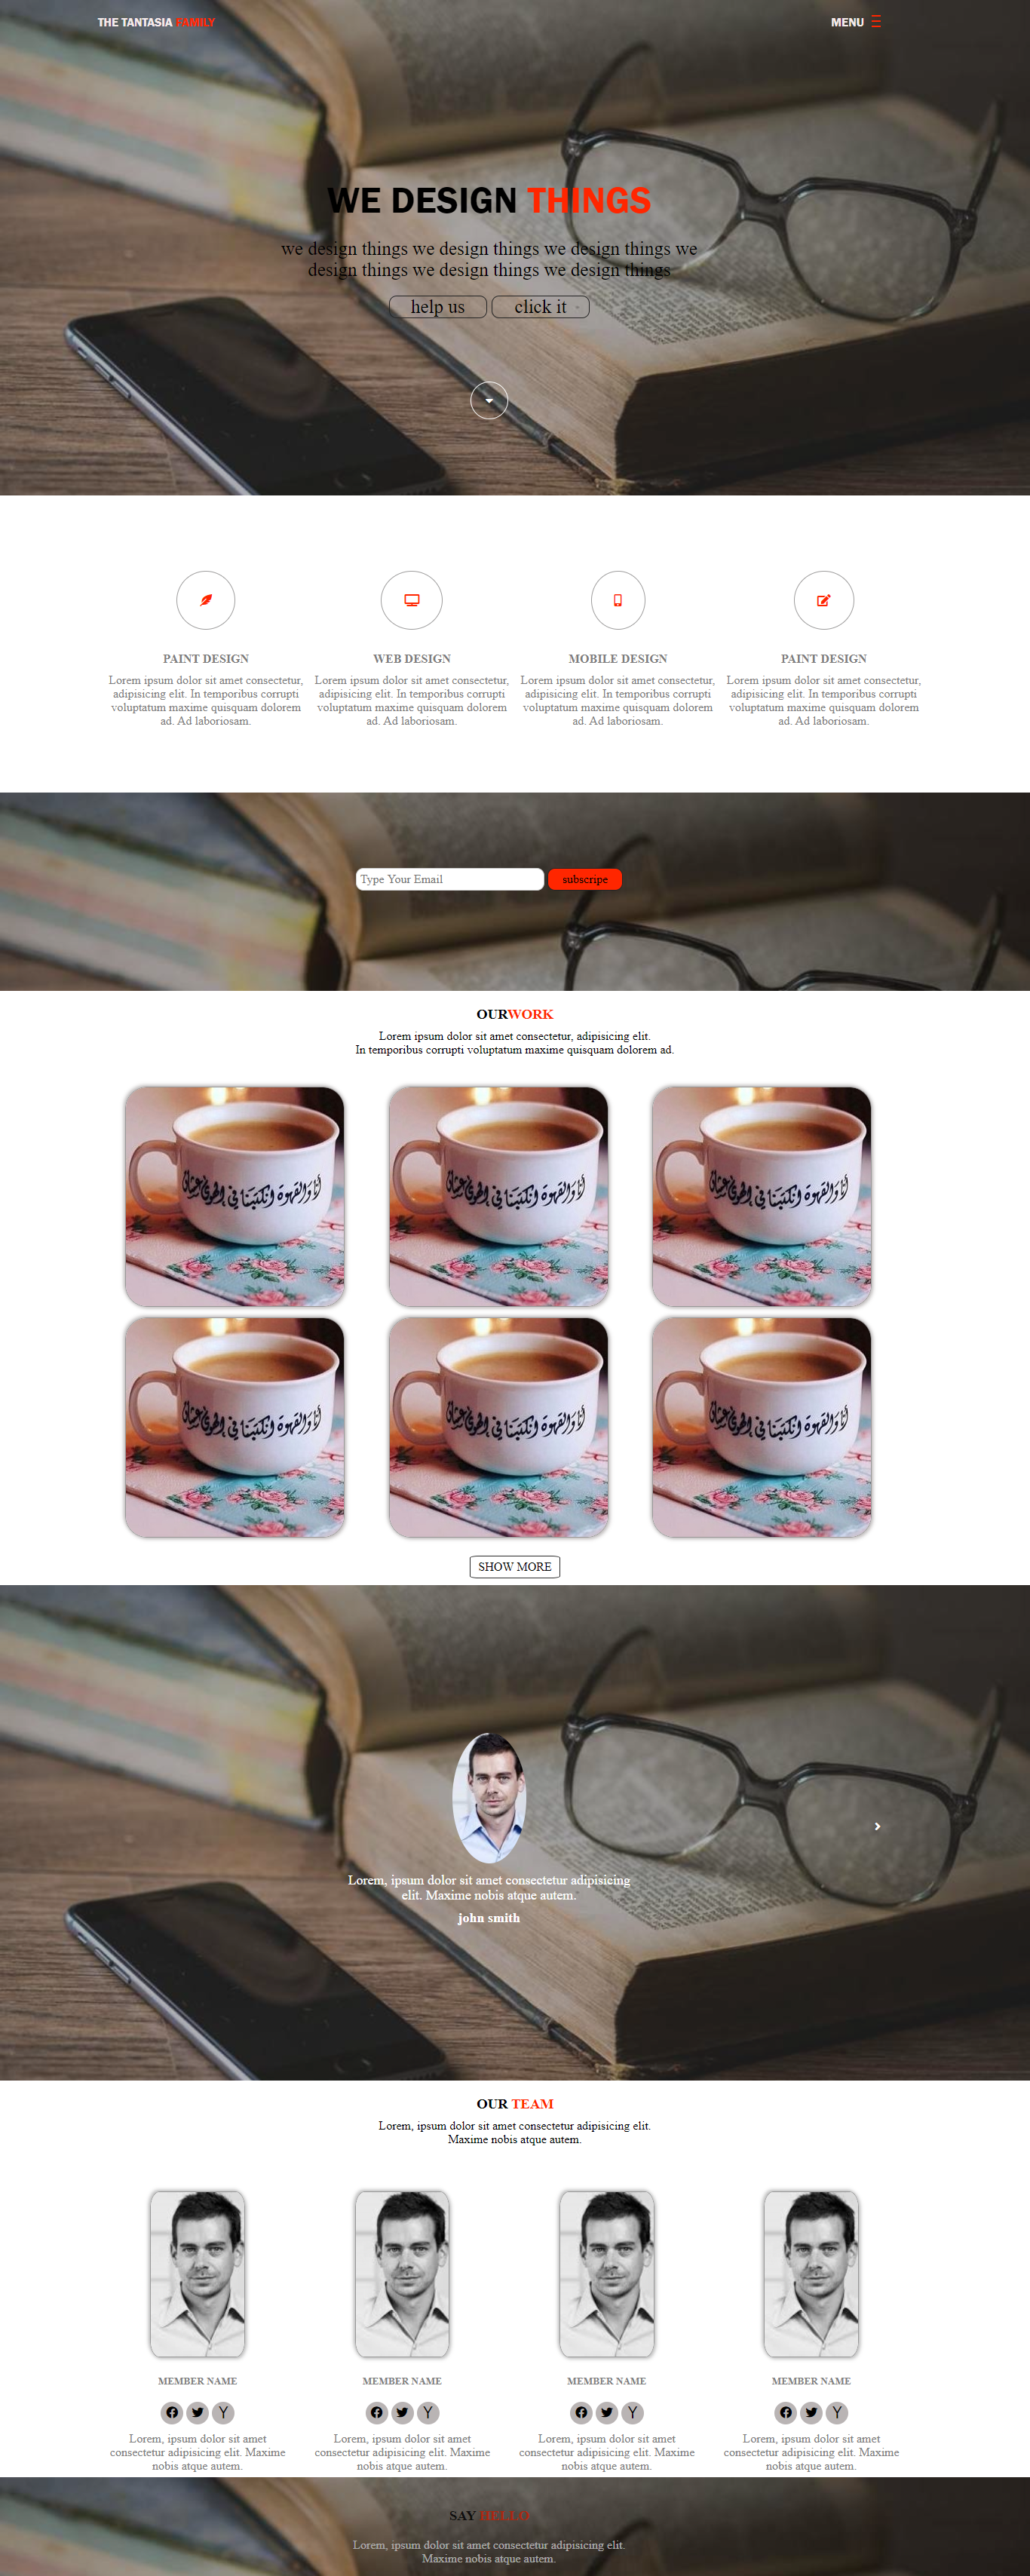 THE TANTASIA FAMILY
MENU
WE DESIGN THINGS
we design things we design things we design things we
design things we design things we design things
help us
click it
PAINT DESIGN
Lorem ipsum dolor sit amet consectetur,
adipisicing elit. In temporibus corrupti
voluptatum maxime quisquam dolorem
ad. Ad laboriosam.
WEB DESIGN
Lorem ipsum dolor sit amet consectetur,
adipisicing elit. In temporibus corrupti
voluptatum maxime quisquam dolorem
ad. Ad laboriosam.
MOBILE DESIGN
Lorem ipsum dolor sit amet consectetur,
adipisicing elit. In temporibus corrupti
voluptatum maxime quisquam dolorem
ad. Ad laboriosam.
PAINT DESIGN
Lorem ipsum dolor sit amet consectetur,
adipisicing elit. In temporibus corrupti
voluptatum maxime quisquam dolorem
ad. Ad laboriosam.
Type Your Email
subscripe
OURWORK
Lorem ipsum dolor sit amet consectetur, adipisicing elit.
In temporibus corrupti voluptatum maxime quisquam dolorem ad.
SHOW MORE
Lorem, ipsum dolor sit amet consectetur adipisicing
elit. Maxime nobis atque autem.
john smith
OUR TEAM
Lorem, ipsum dolor sit amet consectetur adipisicing elit.
Maxime nobis atque autem.
MEMBER NAME
Lorem, ipsum dolor sit amet
consectetur adipisicing elit. Maxime
nobis atque autem.
MEMBER NAME
Lorem, ipsum dolor sit amet
consectetur adipisicing elit. Maxime
nobis atque autem.
MEMBER NAME
Lorem, ipsum dolor sit amet
consectetur adipisicing elit. Maxime
nobis atque autem.
MEMBER NAME
Lorem, ipsum dolor sit amet
consectetur adipisicing elit. Maxime
nobis atque autem.
SAY HELLO
Lorem, ipsum dolor sit amet consectetur adipisicing elit.
Maxime nobis atque autem.